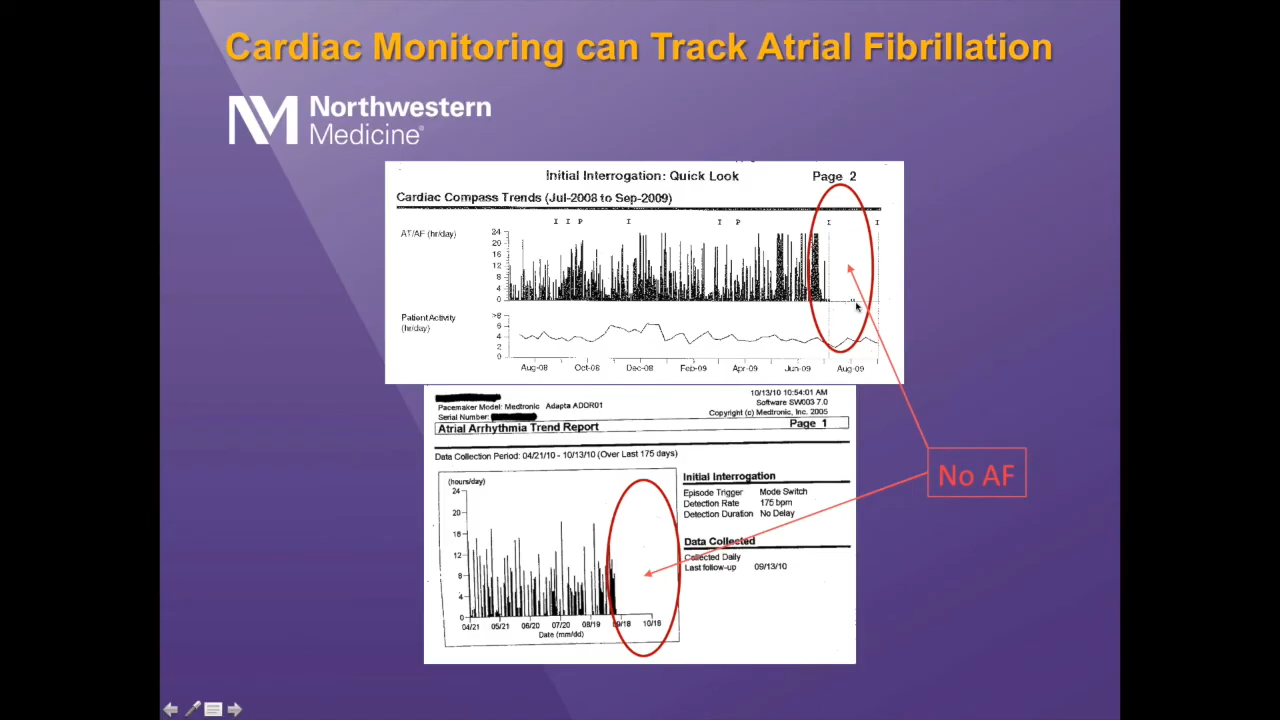 Cardiac Monitoring can Track Atrial Fibrillation
NM Northwestern
Medicine®
Initial Interrogation: Quick Look Page 2
Cardiac Compass Trends (Jul-2008 to Sep-2009)
I I P I I P I I
AT/AF (hr/day)
24
20
16
12
8
4
0
Patient Activity
(hr/day)
>8
6
4
2
0
Aug-08 Oct-08 Dec-08 Feb-09 Apr-09 Jun-09 Aug-09
10/13/10 10:54:01 AM
Pacemaker Model: Medtronic Adapta ADDR01
Software SW003 7.0
Serial Number:
Copyright (c) Medtronic, Inc. 2005
Atrial Arrhythmia Trend Report Page 1
Data Collection Period: 04/21/10 - 10/13/10 (Over Last 175 days)
(hours/day)
24
20
16
12
8
4
0
04/21 05/21 06/20 07/20 08/19 09/18 10/18
Date (mm/dd)
Initial Interrogation
Episode Trigger Mode Switch
Detection Rate 175 bpm
Detection Duration No Delay
Data Collected
Collected Daily
Last follow-up 09/13/10
No AF